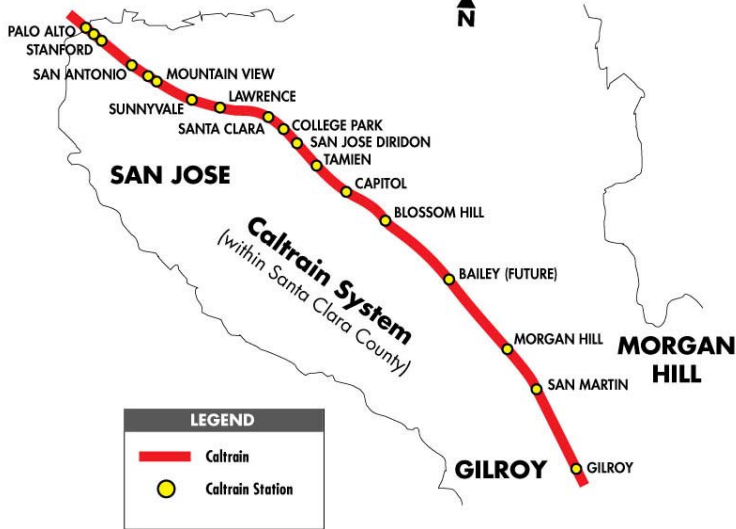 N
PALO ALTO
STANFORD
SAN ANTONIO
MOUNTAIN VIEW
SUNNYVALE
LAWRENCE
SANTA CLARA
COLLEGE PARK
SAN JOSE DIRIDON
TAMIEN
SAN JOSE
CAPITOL
BLOSSOM HILL
Caltrain System
(within Santa Clara County)
BAILEY (FUTURE)
MORGAN HILL
MORGAN
HILL
SAN MARTIN
LEGEND
Caltrain
Caltrain Station
GILROY
GILROY